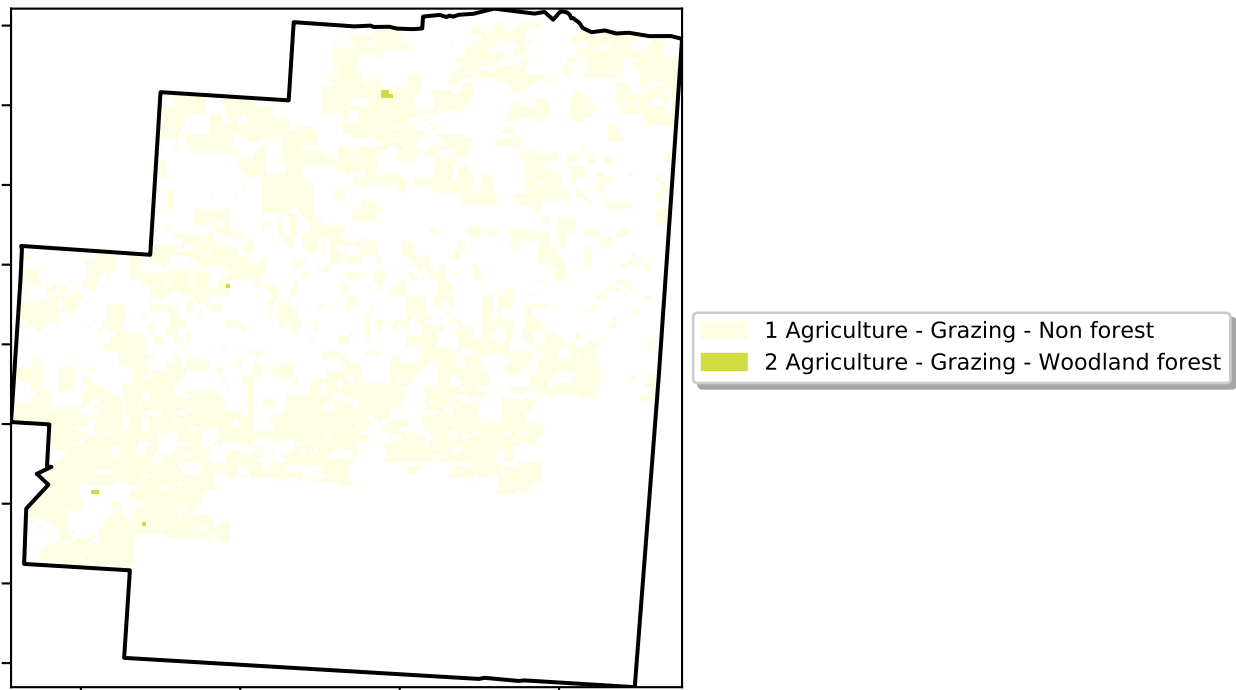 1 Agriculture - Grazing - Non forest
2 Agriculture - Grazing - Woodland forest